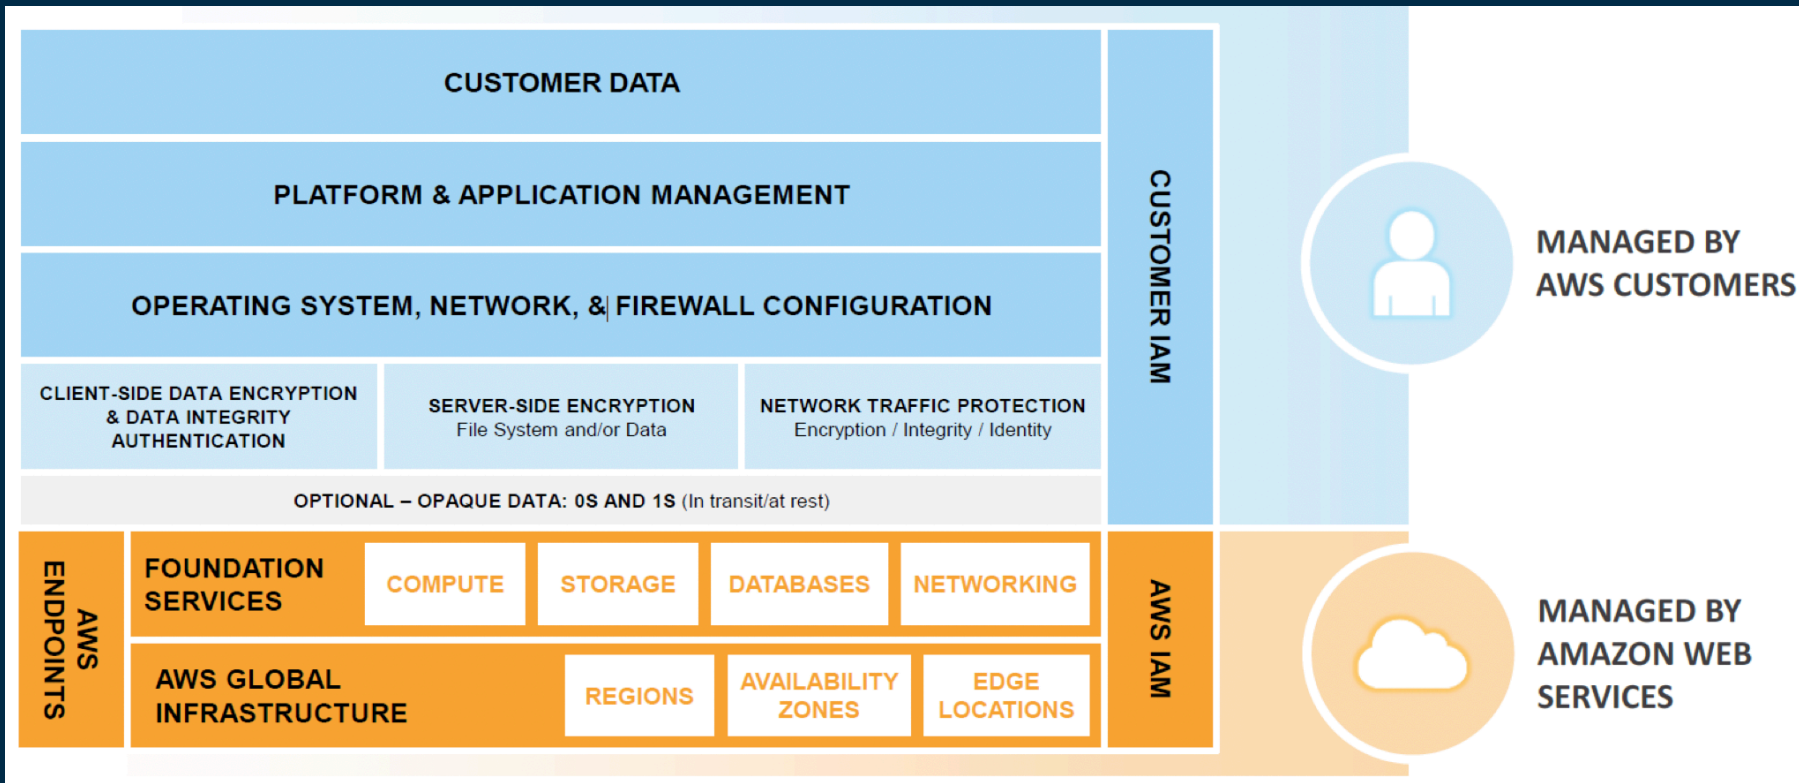 CUSTOMER DATA
PLATFORM & APPLICATION MANAGEMENT
OPERATING SYSTEM, NETWORK, & FIREWALL CONFIGURATION
CLIENT-SIDE DATA ENCRYPTION
& DATA INTEGRITY
AUTHENTICATION
SERVER-SIDE ENCRYPTION
File System and/or Data
NETWORK TRAFFIC PROTECTION
Encryption / Integrity / Identity
OPTIONAL – OPAQUE DATA: 0S AND 1S (In transit/at rest)
CUSTOMER IAM
MANAGED BY
AWS CUSTOMERS
AWS
ENDPOINTS
FOUNDATION
SERVICES
COMPUTE
STORAGE
DATABASES
NETWORKING
AWS GLOBAL
INFRASTRUCTURE
REGIONS
AVAILABILITY
ZONES
EDGE
LOCATIONS
AWS IAM
MANAGED BY
AMAZON WEB
SERVICES